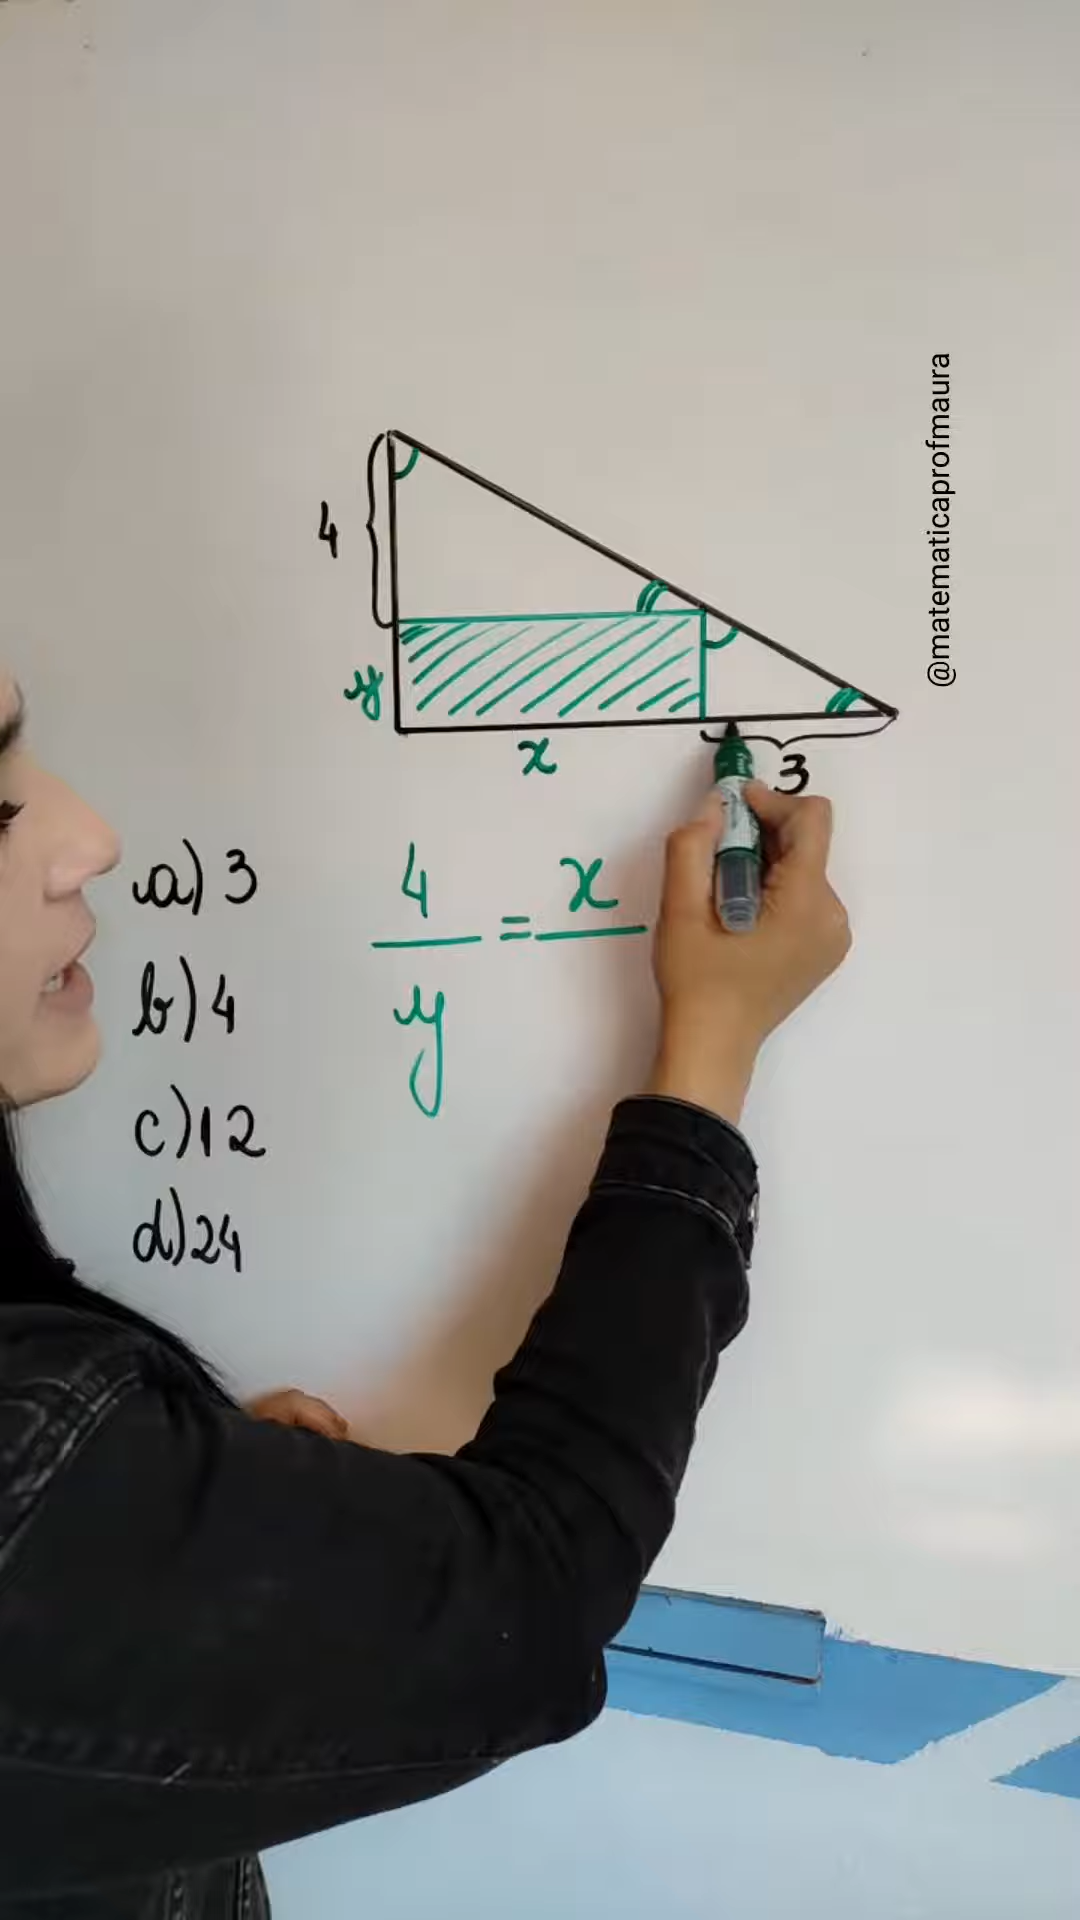 @matematicaprofmaura
4
y
x
3
a) 3
b) 4
c) 12
d) 24
4 = x
y